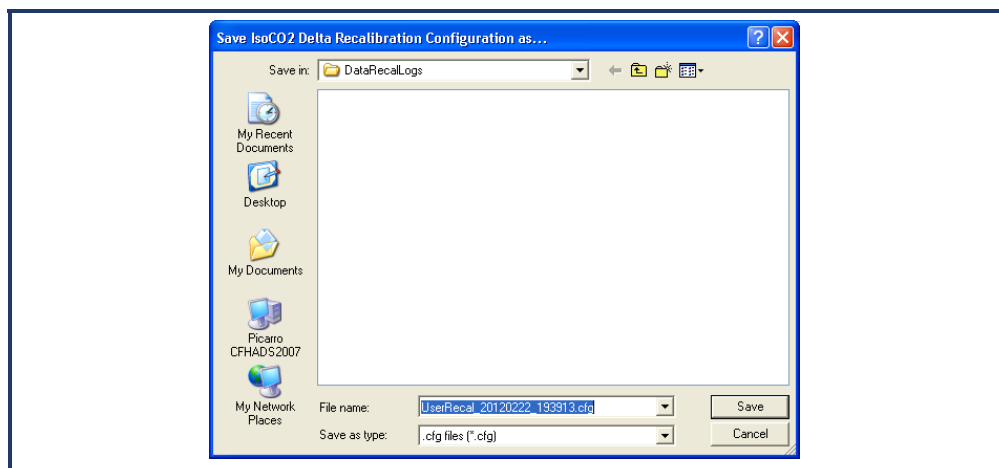 Save IsoCO2 Delta Recalibration Configuration as...
Save in:
DataRecalLogs
My Recent
Documents
Desktop
My Documents
Picarro
CFHADS2007
My Network
Places
File name:
UserRecal_20120222_193913.cfg
Save
Save as type:
.cfg files (*.cfg)
Cancel